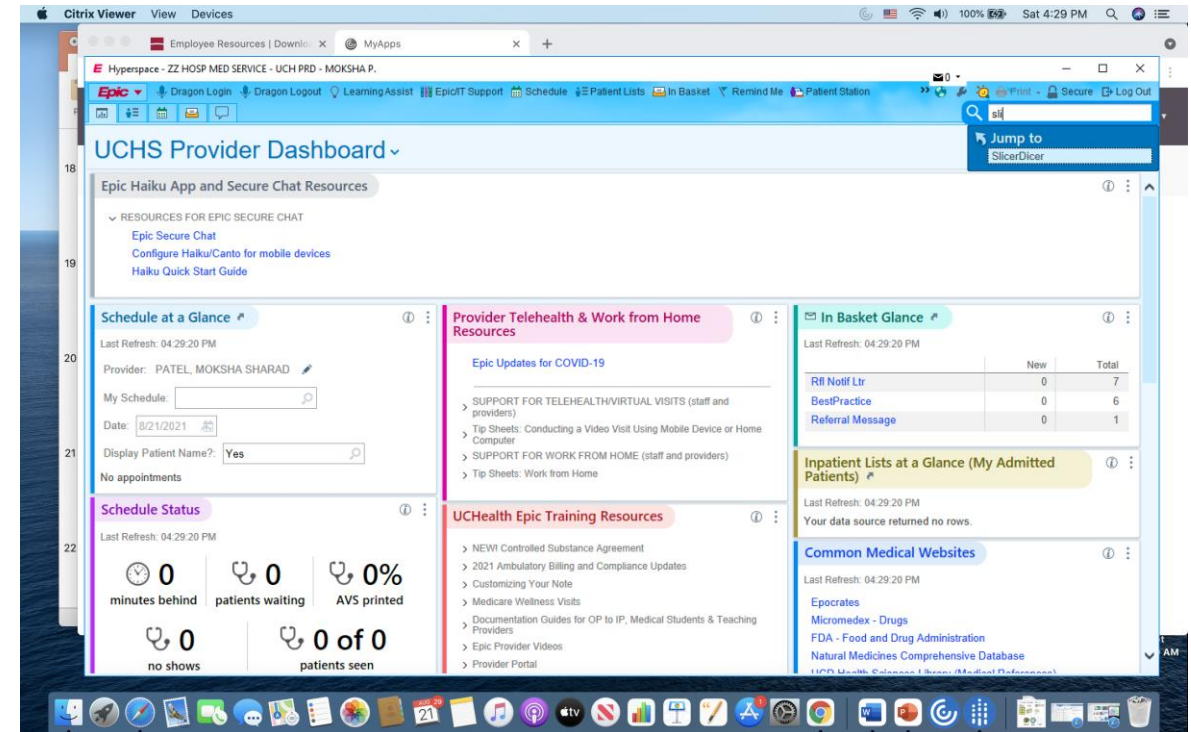 Citrix Viewer View Devices
100% Sat 4:29 PM
Employee Resources | Downlo
MyApps
Hyperspace - ZZ HOSP MED SERVICE - UCH PRD - MOKSHA P.
0
Epic Dragon Login Dragon Logout Learning Assist Epic/IT Support Schedule Patient Lists In Basket Remind Me Patient Station Print Secure Log Out
sli
Jump to
SlicerDicer
UCHS Provider Dashboard
Epic Haiku App and Secure Chat Resources
RESOURCES FOR EPIC SECURE CHAT
Epic Secure Chat
Configure Haiku/Canto for mobile devices
Haiku Quick Start Guide
18
19
20
21
22
Schedule at a Glance
Last Refresh: 04:29:20 PM
Provider: PATEL, MOKSHA SHARAD
My Schedule:
Date: 8/21/2021
Display Patient Name?: Yes
No appointments
Schedule Status
Last Refresh: 04:29:20 PM
0
minutes behind
0
patients waiting
0%
AVS printed
0
no shows
0 of 0
patients seen
Provider Telehealth & Work from Home
Resources
Epic Updates for COVID-19
SUPPORT FOR TELEHEALTH/VIRTUAL VISITS (staff and
providers)
Tip Sheets: Conducting a Video Visit Using Mobile Device or Home
Computer
SUPPORT FOR WORK FROM HOME (staff and providers)
Tip Sheets: Work from Home
UCHealth Epic Training Resources
NEW! Controlled Substance Agreement
2021 Ambulatory Billing and Compliance Updates
Customizing Your Note
Medicare Wellness Visits
Documentation Guides for OP to IP, Medical Students & Teaching
Providers
Epic Provider Videos
Provider Portal
In Basket Glance
Last Refresh: 04:29:20 PM
New Total
Rfl Notif Ltr 0 7
BestPractice 0 6
Referral Message 0 1
Inpatient Lists at a Glance (My Admitted
Patients)
Last Refresh: 04:29:20 PM
Your data source returned no rows.
Common Medical Websites
Last Refresh: 04:29:20 PM
Epocrates
Micromedex - Drugs
FDA - Food and Drug Administration
Natural Medicines Comprehensive Database
AM
21
tv